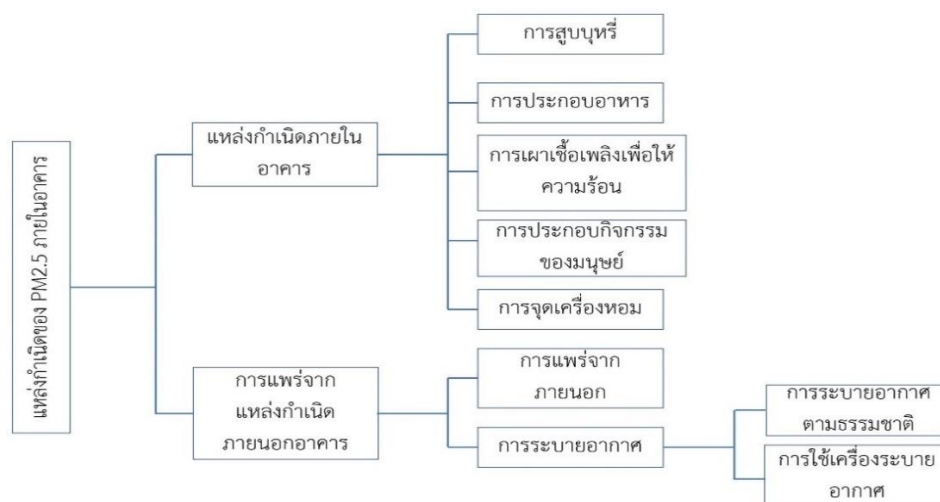 แหล่งกำเนิดของ PM2.5 ภายในอาคาร
แหล่งกำเนิดภายใน
อาคาร
การสูบบุหรี่
การประกอบอาหาร
การเผาเชื้อเพลิงเพื่อให้
ความร้อน
การประกอบกิจกรรม
ของมนุษย์
การจุดเครื่องหอม
การแพร่จาก
แหล่งกำเนิด
ภายนอกอาคาร
การแพร่จาก
ภายนอก
การระบายอากาศ
การระบายอากาศ
ตามธรรมชาติ
การใช้เครื่องระบาย
อากาศ